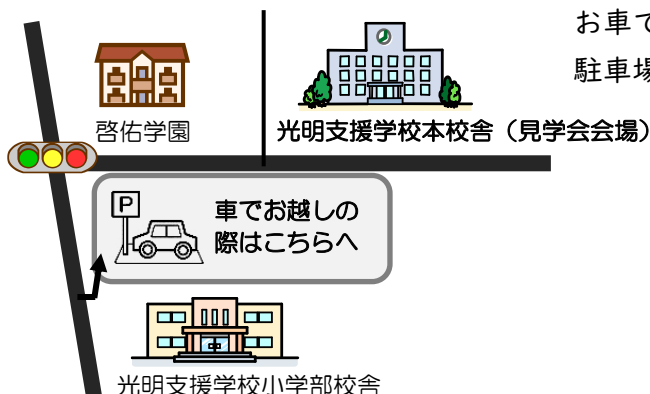 お車で
駐車場
啓佑学園
光明支援学校本校舎（見学会会場）
P
車でお越しの
際はこちらへ
光明支援学校小学部校舎